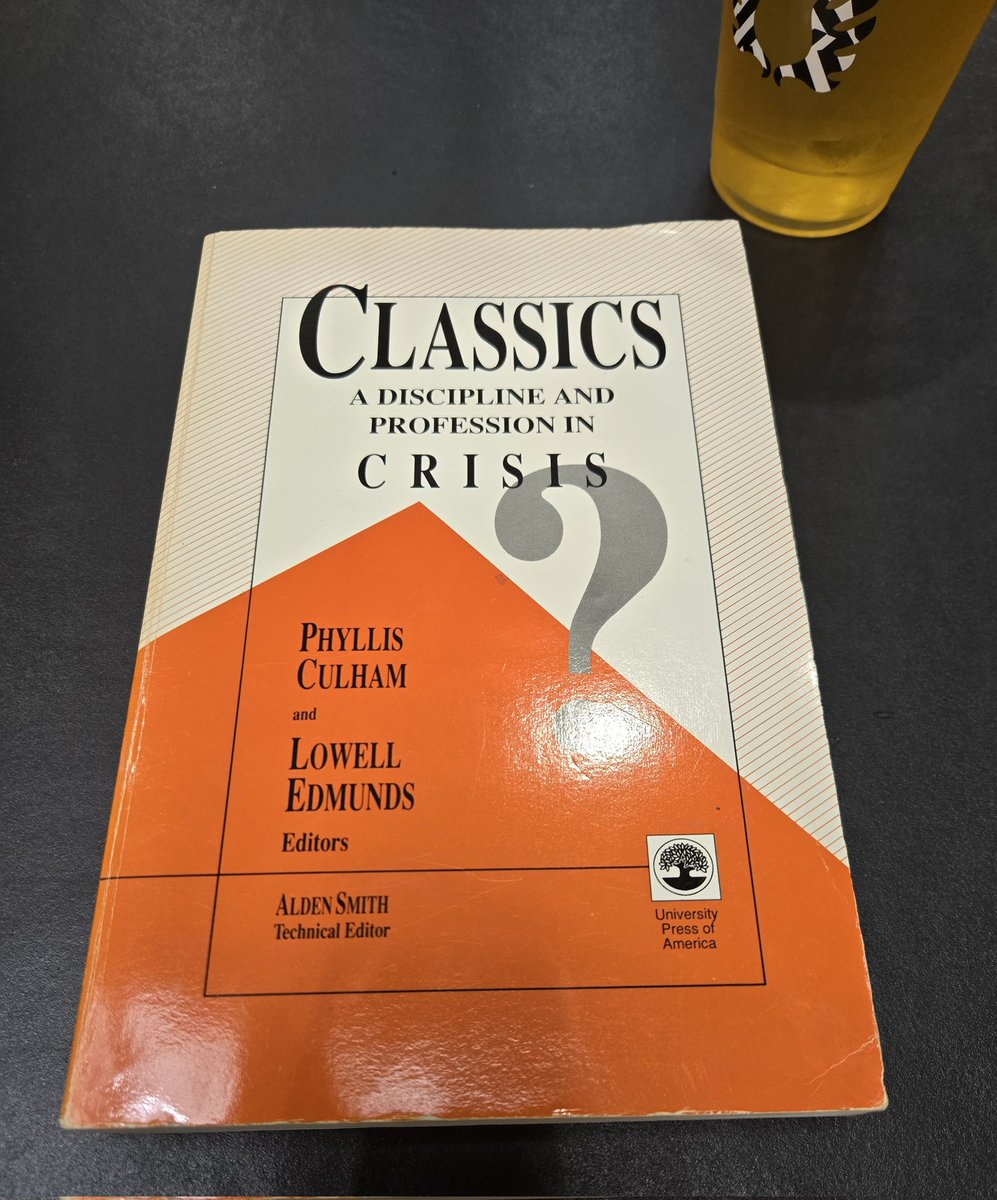 CLASSICS
A DISCIPLINE AND
PROFESSION IN
CRISIS
?
PHYLLIS
CULHAM
and
LOWELL
EDMUNDS
Editors
ALDEN SMITH
Technical Editor
University
Press of
America